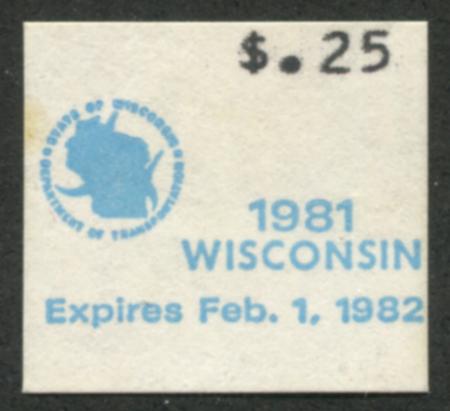 $.25
STATE OF WISCONSIN
DEPARTMENT OF TRANSPORTATION
1981
WISCONSIN
Expires Feb. 1, 1982